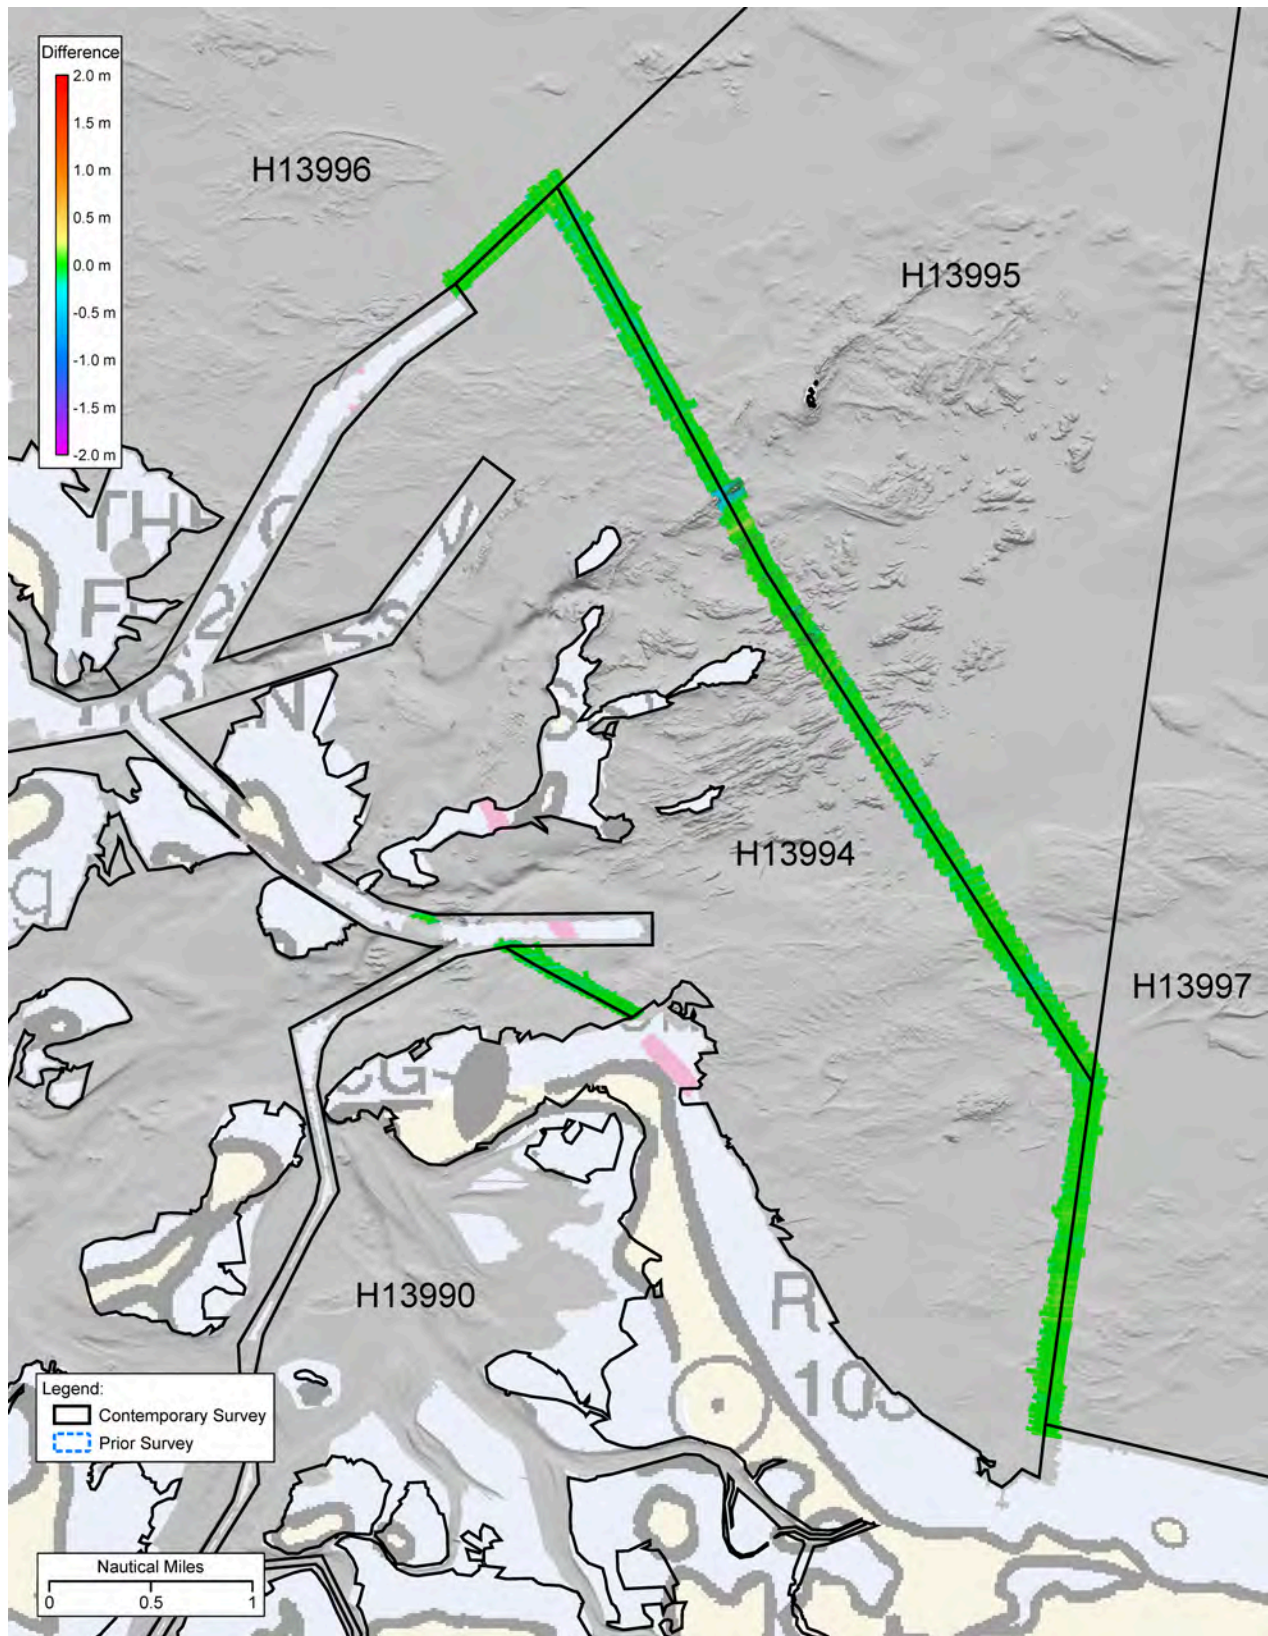 Difference
2.0 m
1.5 m
1.0 m
0.5 m
0.0 m
-0.5 m
-1.0 m
-1.5 m
-2.0 m
H13996
H13995
H13994
H13997
R
H13990
Legend:
Contemporary Survey
Prior Survey
Nautical Miles
0 0.5 1